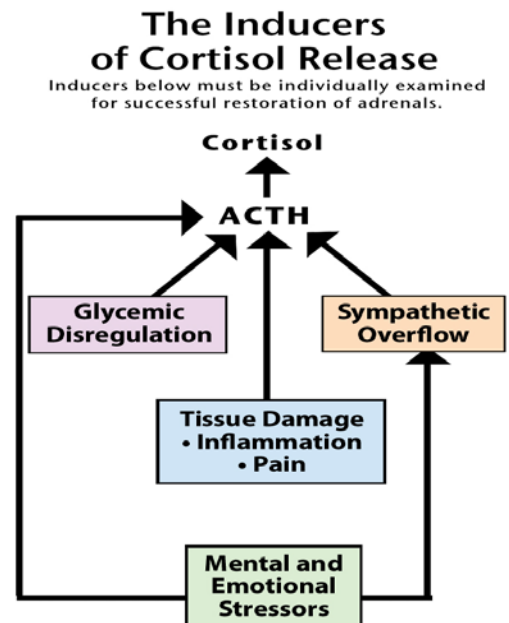 The Inducers
of Cortisol Release
Inducers below must be individually examined
for successful restoration of adrenals.
Cortisol
ACTH
Glycemic
Disregulation
Sympathetic
Overflow
Tissue Damage
• Inflammation
• Pain
Mental and
Emotional
Stressors